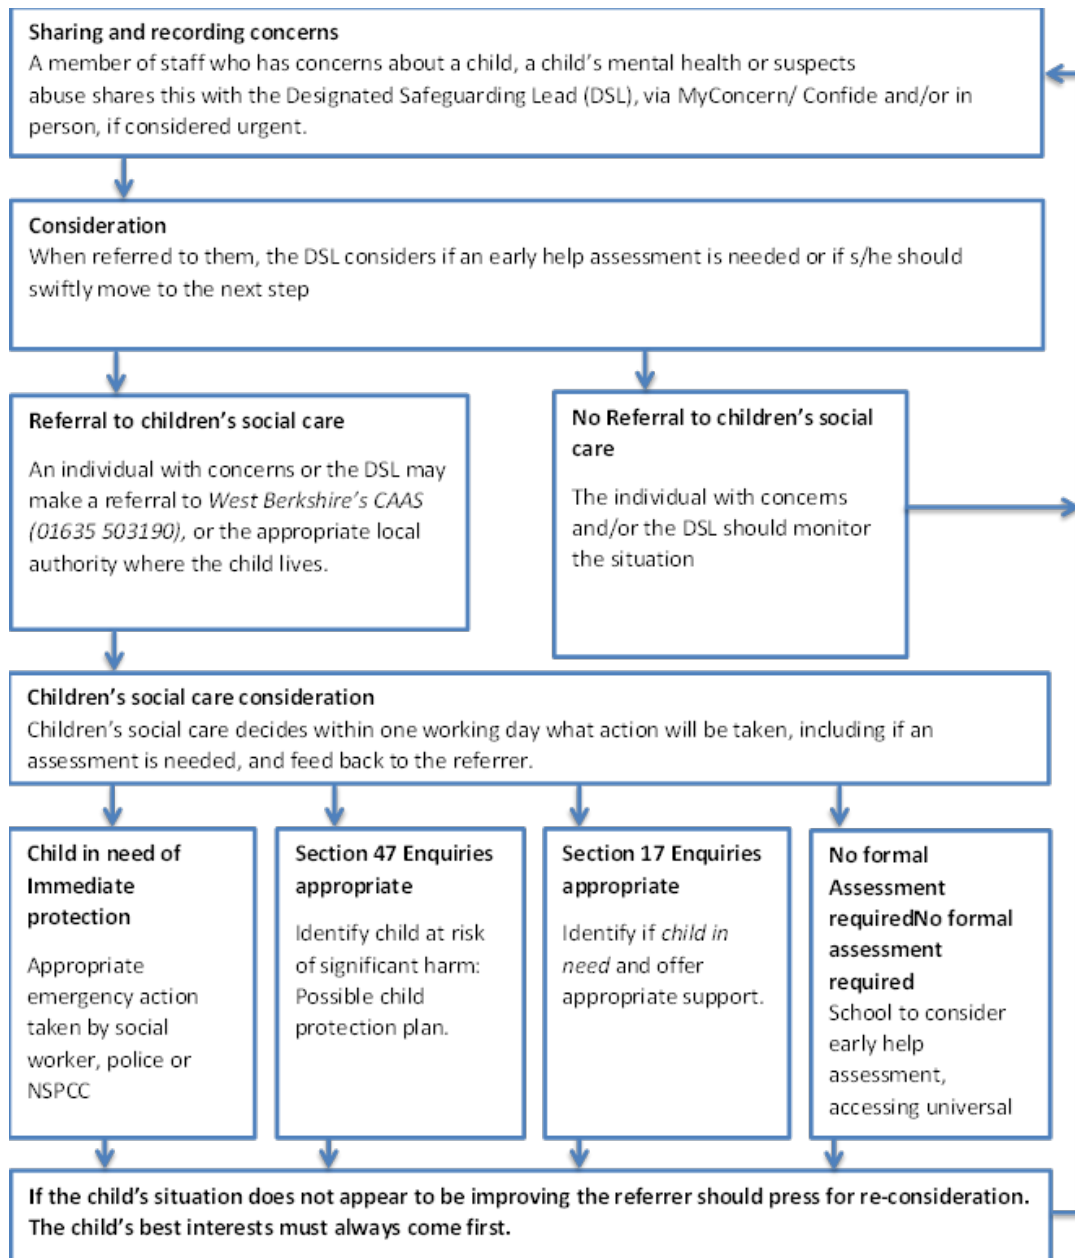 Sharing and recording concerns
A member of staff who has concerns about a child, a child's mental health or suspects
abuse shares this with the Designated Safeguarding Lead (DSL), via MyConcern/ Confide and/or in
person, if considered urgent.
Consideration
When referred to them, the DSL considers if an early help assessment is needed or if s/he should
swiftly move to the next step
Referral to children's social care
An individual with concerns or the DSL may
make a referral to West Berkshire's CAAS
(01635 503190), or the appropriate local
authority where the child lives.
No Referral to children's social
care
The individual with concerns
and/or the DSL should monitor
the situation
Children's social care consideration
Children's social care decides within one working day what action will be taken, including if an
assessment is needed, and feed back to the referrer.
Child in need of
Immediate
protection
Appropriate
emergency action
taken by social
worker, police or
NSPCC
Section 47 Enquiries
appropriate
Identify child at risk
of significant harm:
Possible child
protection plan.
Section 17 Enquiries
appropriate
Identify if child in
need and offer
appropriate support.
No formal
Assessment
requiredNo formal
assessment
required
School to consider
early help
assessment,
accessing universal
If the child's situation does not appear to be improving the referrer should press for re-consideration.
The child's best interests must always come first.